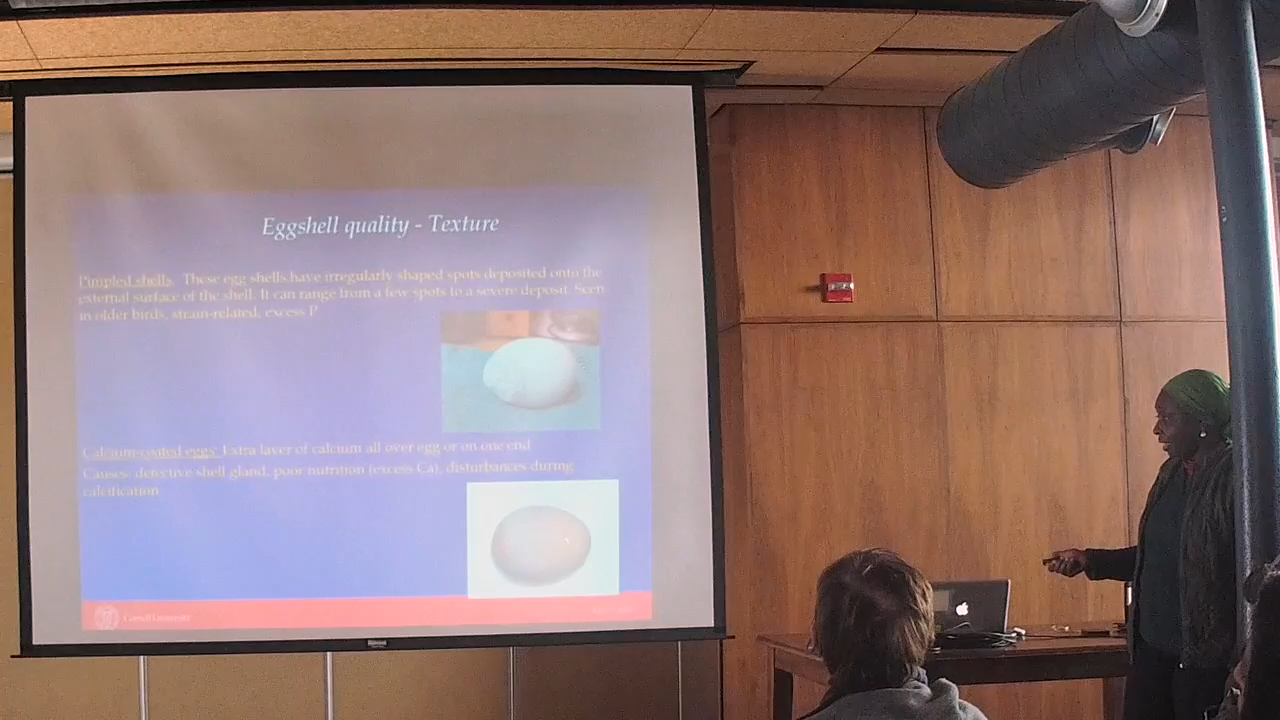 Eggshell quality - Texture
Pimpled shells. These egg shells have irregularly shaped spots deposited onto the
external surface of the shell. It can range from a few spots to a severe deposit. Seen
in older birds, strain-related, excess P
Calcium-coated eggs: Extra layer of calcium all over egg or on one end
Causes: defective shell gland, poor nutrition (excess Ca), disturbances during
calcification
Cornell University